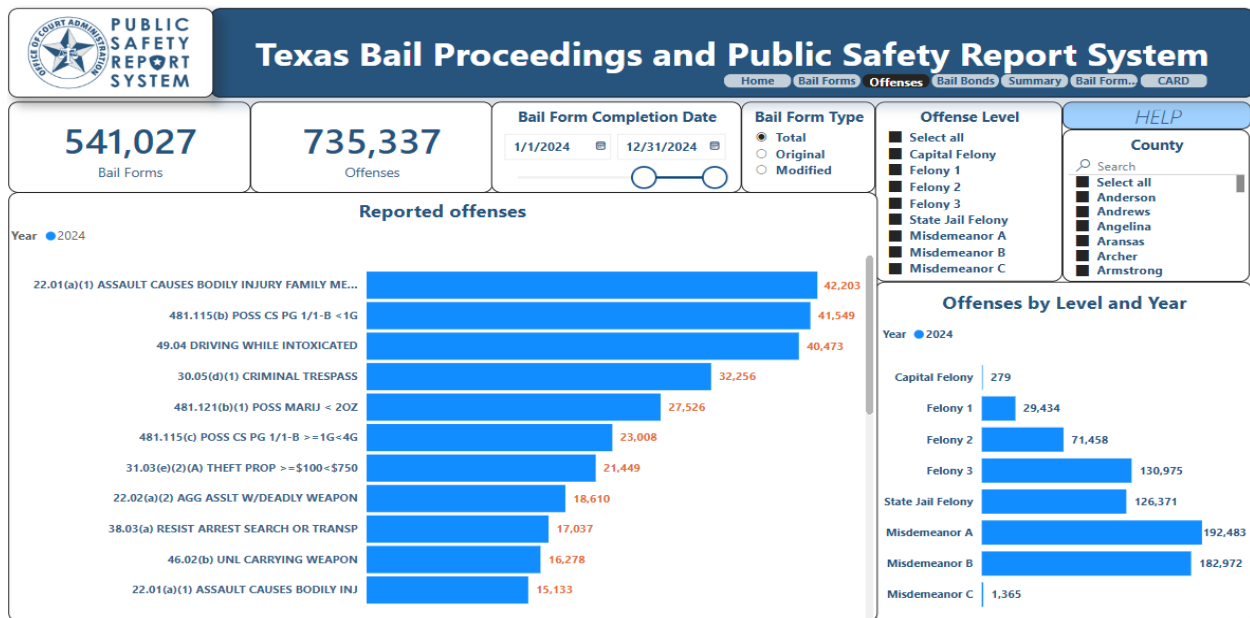 OFFICE OF COURT ADMINISTRATION
PUBLIC
SAFETY
REPORT
SYSTEM
Texas Bail Proceedings and Public Safety Report System
Home
Bail Forms
Offenses
Bail Bonds
Summary
Bail Form...
CARD
541,027
Bail Forms
735,337
Offenses
Bail Form Completion Date
1/1/2024
12/31/2024
Bail Form Type
Total
Original
Modified
Offense Level
Select all
Capital Felony
Felony 1
Felony 2
Felony 3
State Jail Felony
Misdemeanor A
Misdemeanor B
Misdemeanor C
HELP
County
Search
Select all
Anderson
Andrews
Angelina
Aransas
Archer
Armstrong
Reported offenses
Year 2024
22.01(a)(1) ASSAULT CAUSES BODILY INJURY FAMILY ME... 42,203
481.115(b) POSS CS PG 1/1-B <1G 41,549
49.04 DRIVING WHILE INTOXICATED 40,473
30.05(d)(1) CRIMINAL TRESPASS 32,256
481.121(b)(1) POSS MARIJ < 2OZ 27,526
481.115(c) POSS CS PG 1/1-B >=1G<4G 23,008
31.03(e)(2)(A) THEFT PROP >=$100<$750 21,449
22.02(a)(2) AGG ASSLT W/DEADLY WEAPON 18,610
38.03(a) RESIST ARREST SEARCH OR TRANSP 17,037
46.02(b) UNL CARRYING WEAPON 16,278
22.01(a)(1) ASSAULT CAUSES BODILY INJ 15,133
Offenses by Level and Year
Year 2024
Capital Felony 279
Felony 1 29,434
Felony 2 71,458
Felony 3 130,975
State Jail Felony 126,371
Misdemeanor A 192,483
Misdemeanor B 182,972
Misdemeanor C 1,365